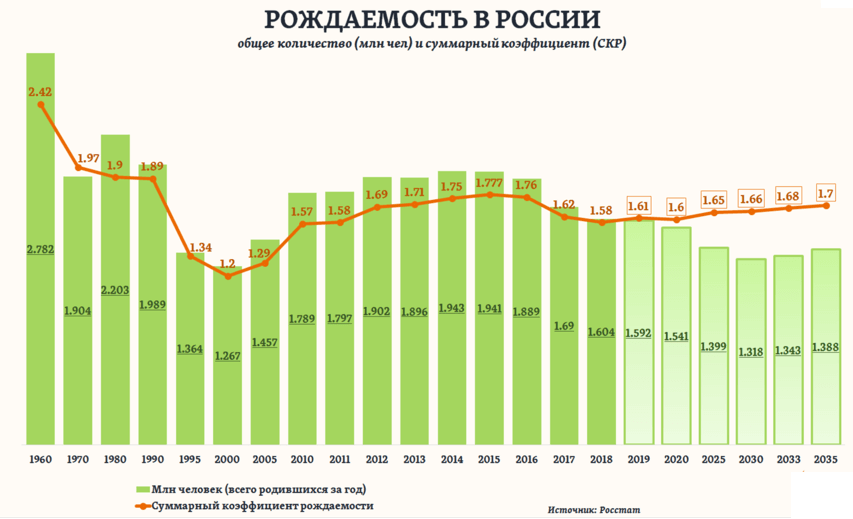 РОЖДАЕМОСТЬ В РОССИИ
общее количество (млн чел) и суммарный коэффициент (СКР)
2.42 1.97 1.9 1.89 1.34 1.2 1.29 1.57 1.58 1.69 1.71 1.75 1.777 1.76 1.62 1.58 1.61 1.6 1.65 1.66 1.68 1.7
2.782 1.904 2.203 1.989 1.364 1.267 1.457 1.789 1.797 1.902 1.896 1.943 1.941 1.889 1.69 1.604 1.592 1.541 1.399 1.318 1.343 1.388
1960 1970 1980 1990 1995 2000 2005 2010 2011 2012 2013 2014 2015 2016 2017 2018 2019 2020 2025 2030 2033 2035
Млн человек (всего родившихся за год)
Суммарный коэффициент рождаемости
Источник: Росстат